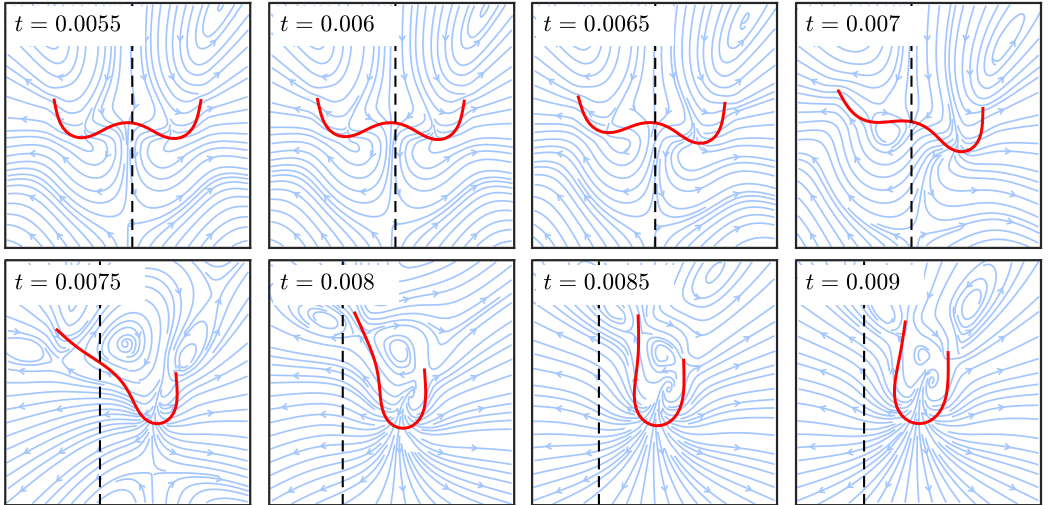 t = 0.0055
t = 0.006
t = 0.0065
t = 0.007
t = 0.0075
t = 0.008
t = 0.0085
t = 0.009